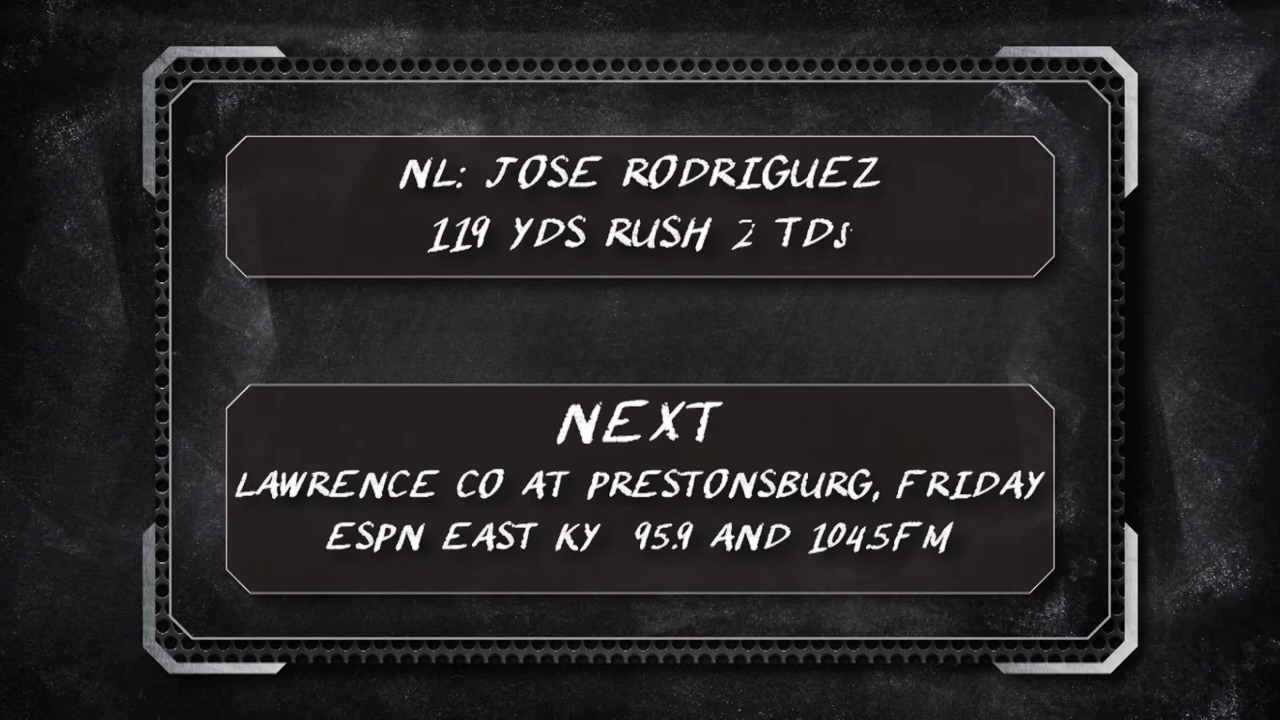 NL: JOSE RODRIGUEZ
119 YDS RUSH 2 TDs
NEXT
LAWRENCE CO AT PRESTONSBURG, FRIDAY
ESPN EAST KY 95.9 AND 104.5FM